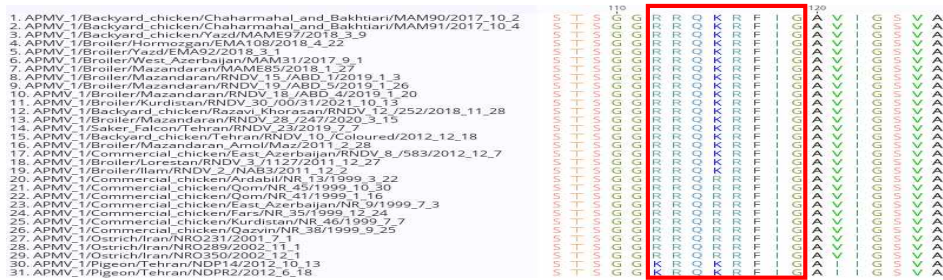 110 120
1. APMV_1/Backyard_chicken/Chaharmahal_and_Bakhtiari/MAM90/2017_10_2 S T S G G R R Q K R F I G A V I G S V A
2. APMV_1/Backyard_chicken/Chaharmahal_and_Bakhtiari/MAM91/2017_10_4 S T S G G R R Q K R F I G A V I G S V A
3. APMV_1/Backyard_chicken/Yazd/MAME97/2018_3_9 S T S G G R R Q K R F I G A V I G S V A
4. APMV_1/Broiler/Hormozgan/EMA108/2018_4_22 S T S G G R R Q K R F I G A V I G S V A
5. APMV_1/Broiler/Yazd/EMA92/2018_3_1 S T S G G R R Q K R F I G A V I G S V A
6. APMV_1/Broiler/West_Azerbaijan/MAM31/2017_9_1 S T S G G R R Q K R F I G A V I G S V A
7. APMV_1/Broiler/Mazandaran/MAME85/2018_1_27 S T S G G R R Q K R F I G A V I G S V A
8. APMV_1/Broiler/Mazandaran/RNDV_15_/ABD_1/2019_1_3 S T S G G R R Q K R F I G A V I G S V A
9. APMV_1/Broiler/Mazandaran/RNDV_19_/ABD_5/2019_1_26 S T S G G R R Q K R F I G A V I G S V A
10. APMV_1/Broiler/Mazandaran/RNDV_18_/ABD_4/2019_1_20 S T S G G R R Q K R F I G A V I G S V A
11. APMV_1/Broiler/Kurdistan/RNDV_30_/00/31/2021_10_13 S T S G G R R Q K R F I G A V I G S V A
12. APMV_1/Backyard_chicken/Razavi_Khorasan/RNDV_12_/252/2018_11_28 S T S G G R R Q K R F I G A V I G S V A
13. APMV_1/Broiler/Mazandaran/RNDV_28_/247/2020_3_15 S T S G G R R Q K R F I G A V I G S V A
14. APMV_1/Saker_Falcon/Tehran/RNDV_23/2019_7_7 S T S G G R R Q K R F I G A V I G S V A
15. APMV_1/Backyard_chicken/Tehran/RNDV_10_/Coloured/2012_12_18 S T S G G R R Q K R F I G A V I G S V A
16. APMV_1/Broiler/Mazandaran_Amol/Maz/2011_2_28 S T S G G R R Q K R F I G A V I G S V A
17. APMV_1/Commercial_chicken/East_Azerbaijan/RNDV_8_/583/2012_12_7 S T S G G R R Q K R F I G A V I G S V A
18. APMV_1/Broiler/Lorestan/RNDV_3_/1127/2011_12_27 S T S G G R R Q K R F I G A V I G S V A
19. APMV_1/Broiler/Ilam/RNDV_2_/NAB3/2011_12_2 S T S G G R R Q K R F I G A V I G S V A
20. APMV_1/Commercial_chicken/Ardabil/NR_13/1999_3_22 S T S G G R R Q R R F I G A V I G S V A
21. APMV_1/Commercial_chicken/Qom/NR_45/1999_10_30 S T S G G R R Q R R F I G A V I G S V A
22. APMV_1/Commercial_chicken/Qom/NR_41/1999_1_16 S T S G G R R Q R R F I G A V I G S V A
23. APMV_1/Commercial_chicken/East_Azerbaijan/NR_9/1999_7_3 S T S G G R R Q R R F I G A V I G S V A
24. APMV_1/Commercial_chicken/Fars/NR_35/1999_12_24 S T S G G R R Q R R F I G A V I G S V A
25. APMV_1/Commercial_chicken/Kurdistan/NR_46/1999_7_7 S T S G G R R Q R R F I G A V I G S V A
26. APMV_1/Commercial_chicken/Qazvin/NR_38/1999_9_25 S T S G G R R Q R R F I G A V I G S V A
27. APMV_1/Ostrich/Iran/NRO231/2001_7_1 S T S G G R R Q R R F I G A V I G S V A
28. APMV_1/Ostrich/Iran/NRO289/2002_11_1 S T S G G R R Q R R F I G A V I G S V A
29. APMV_1/Ostrich/Iran/NRO350/2002_12_1 S T S G G R R Q R R F I G A V I G S V A
30. APMV_1/Pigeon/Tehran/NDP14/2012_10_13 S T S G G K R Q K R F I G A V I G S V A
31. APMV_1/Pigeon/Tehran/NDPR2/2012_6_18 S T S G G K R Q K R F I G A V I G S V A